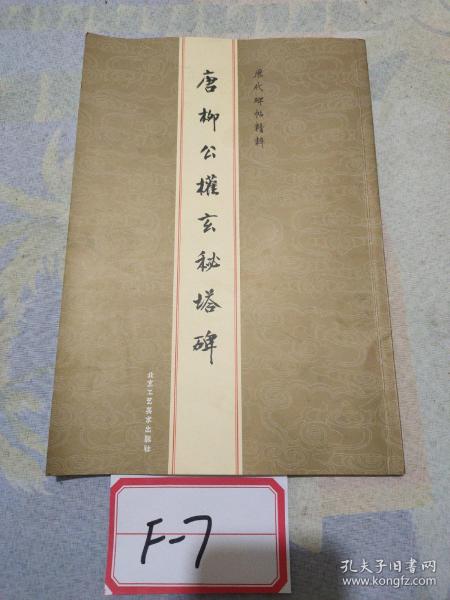 历代碑帖精粹
唐柳公權玄秘塔碑
北京工艺美术出版社
F-7
孔夫子旧书网
www.kongfz.com